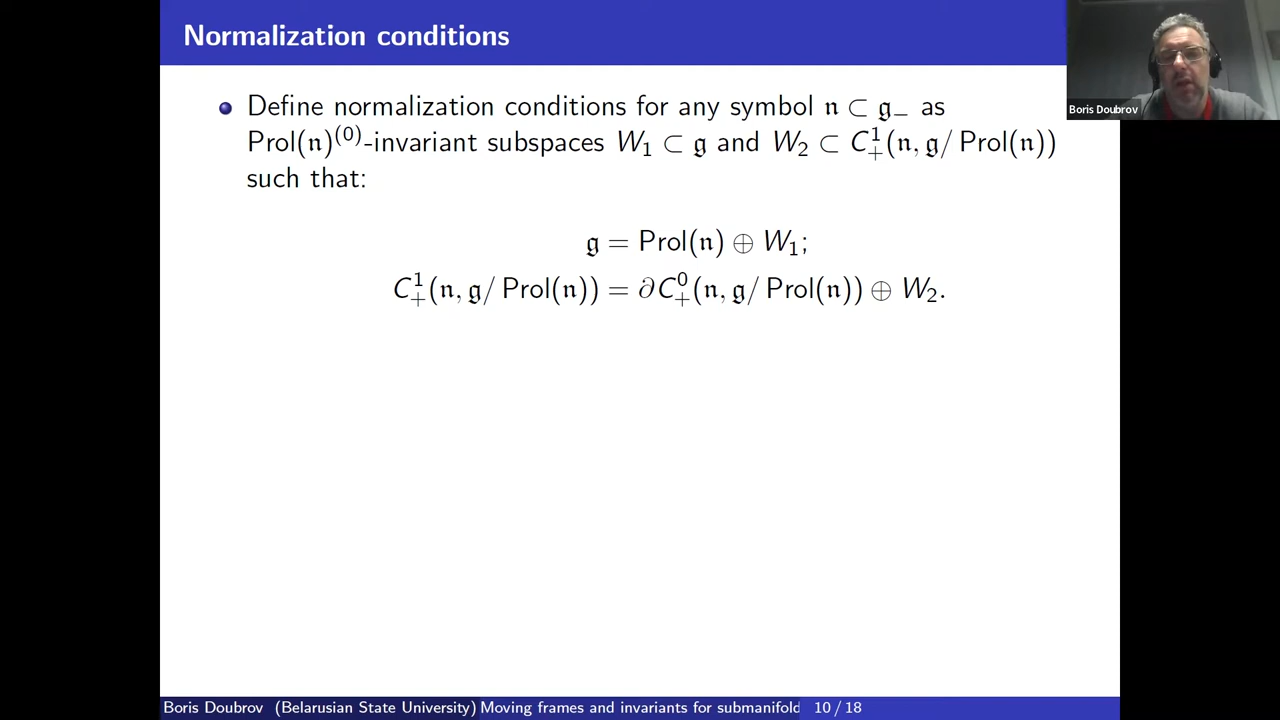 Normalization conditions
Boris Doubrov
Define normalization conditions for any symbol 𝔫 ⊂ 𝔤₋ as
Prol(𝔫)⁽⁰⁾-invariant subspaces W₁ ⊂ 𝔤 and W₂ ⊂ C¹₊(𝔫, 𝔤/ Prol(𝔫))
such that:
𝔤 = Prol(𝔫) ⊕ W₁;
C¹₊(𝔫, 𝔤/ Prol(𝔫)) = ∂C⁰₊(𝔫, 𝔤/ Prol(𝔫)) ⊕ W₂.
Boris Doubrov (Belarusian State University) Moving frames and invariants for submanifold 10 / 18